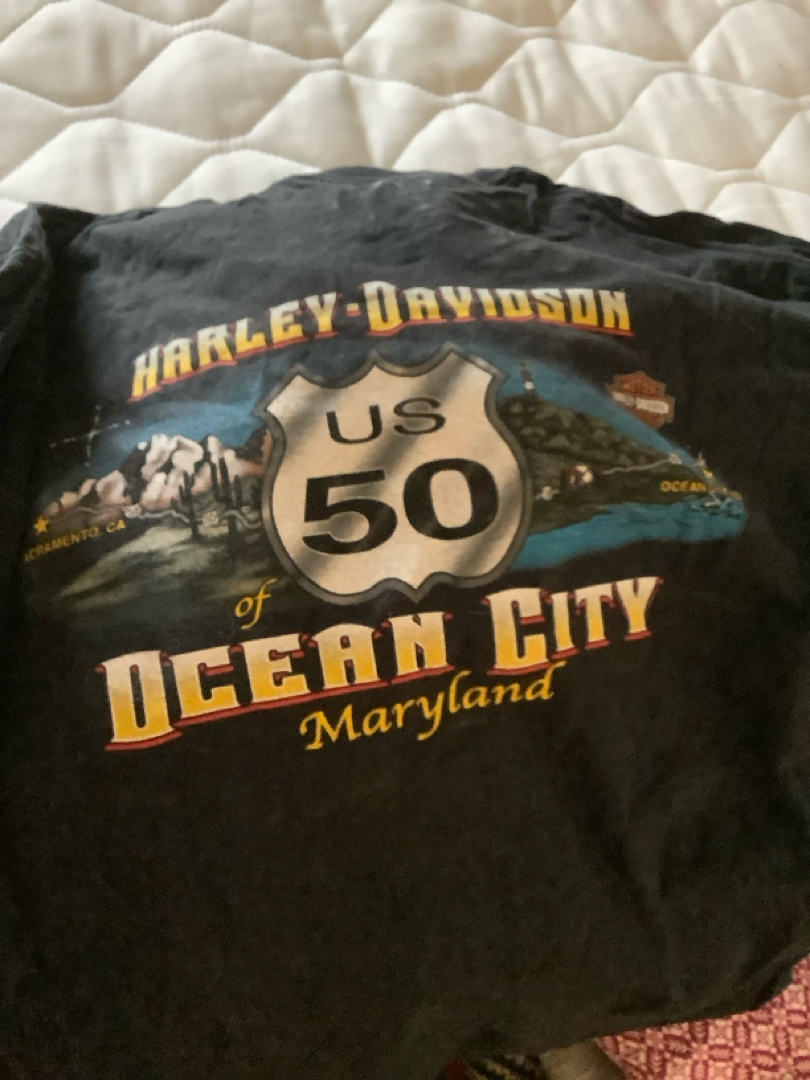 HARLEY-DAVIDSON
US
50
SACRAMENTO, CA
OCEAN
of
OCEAN CITY
Maryland